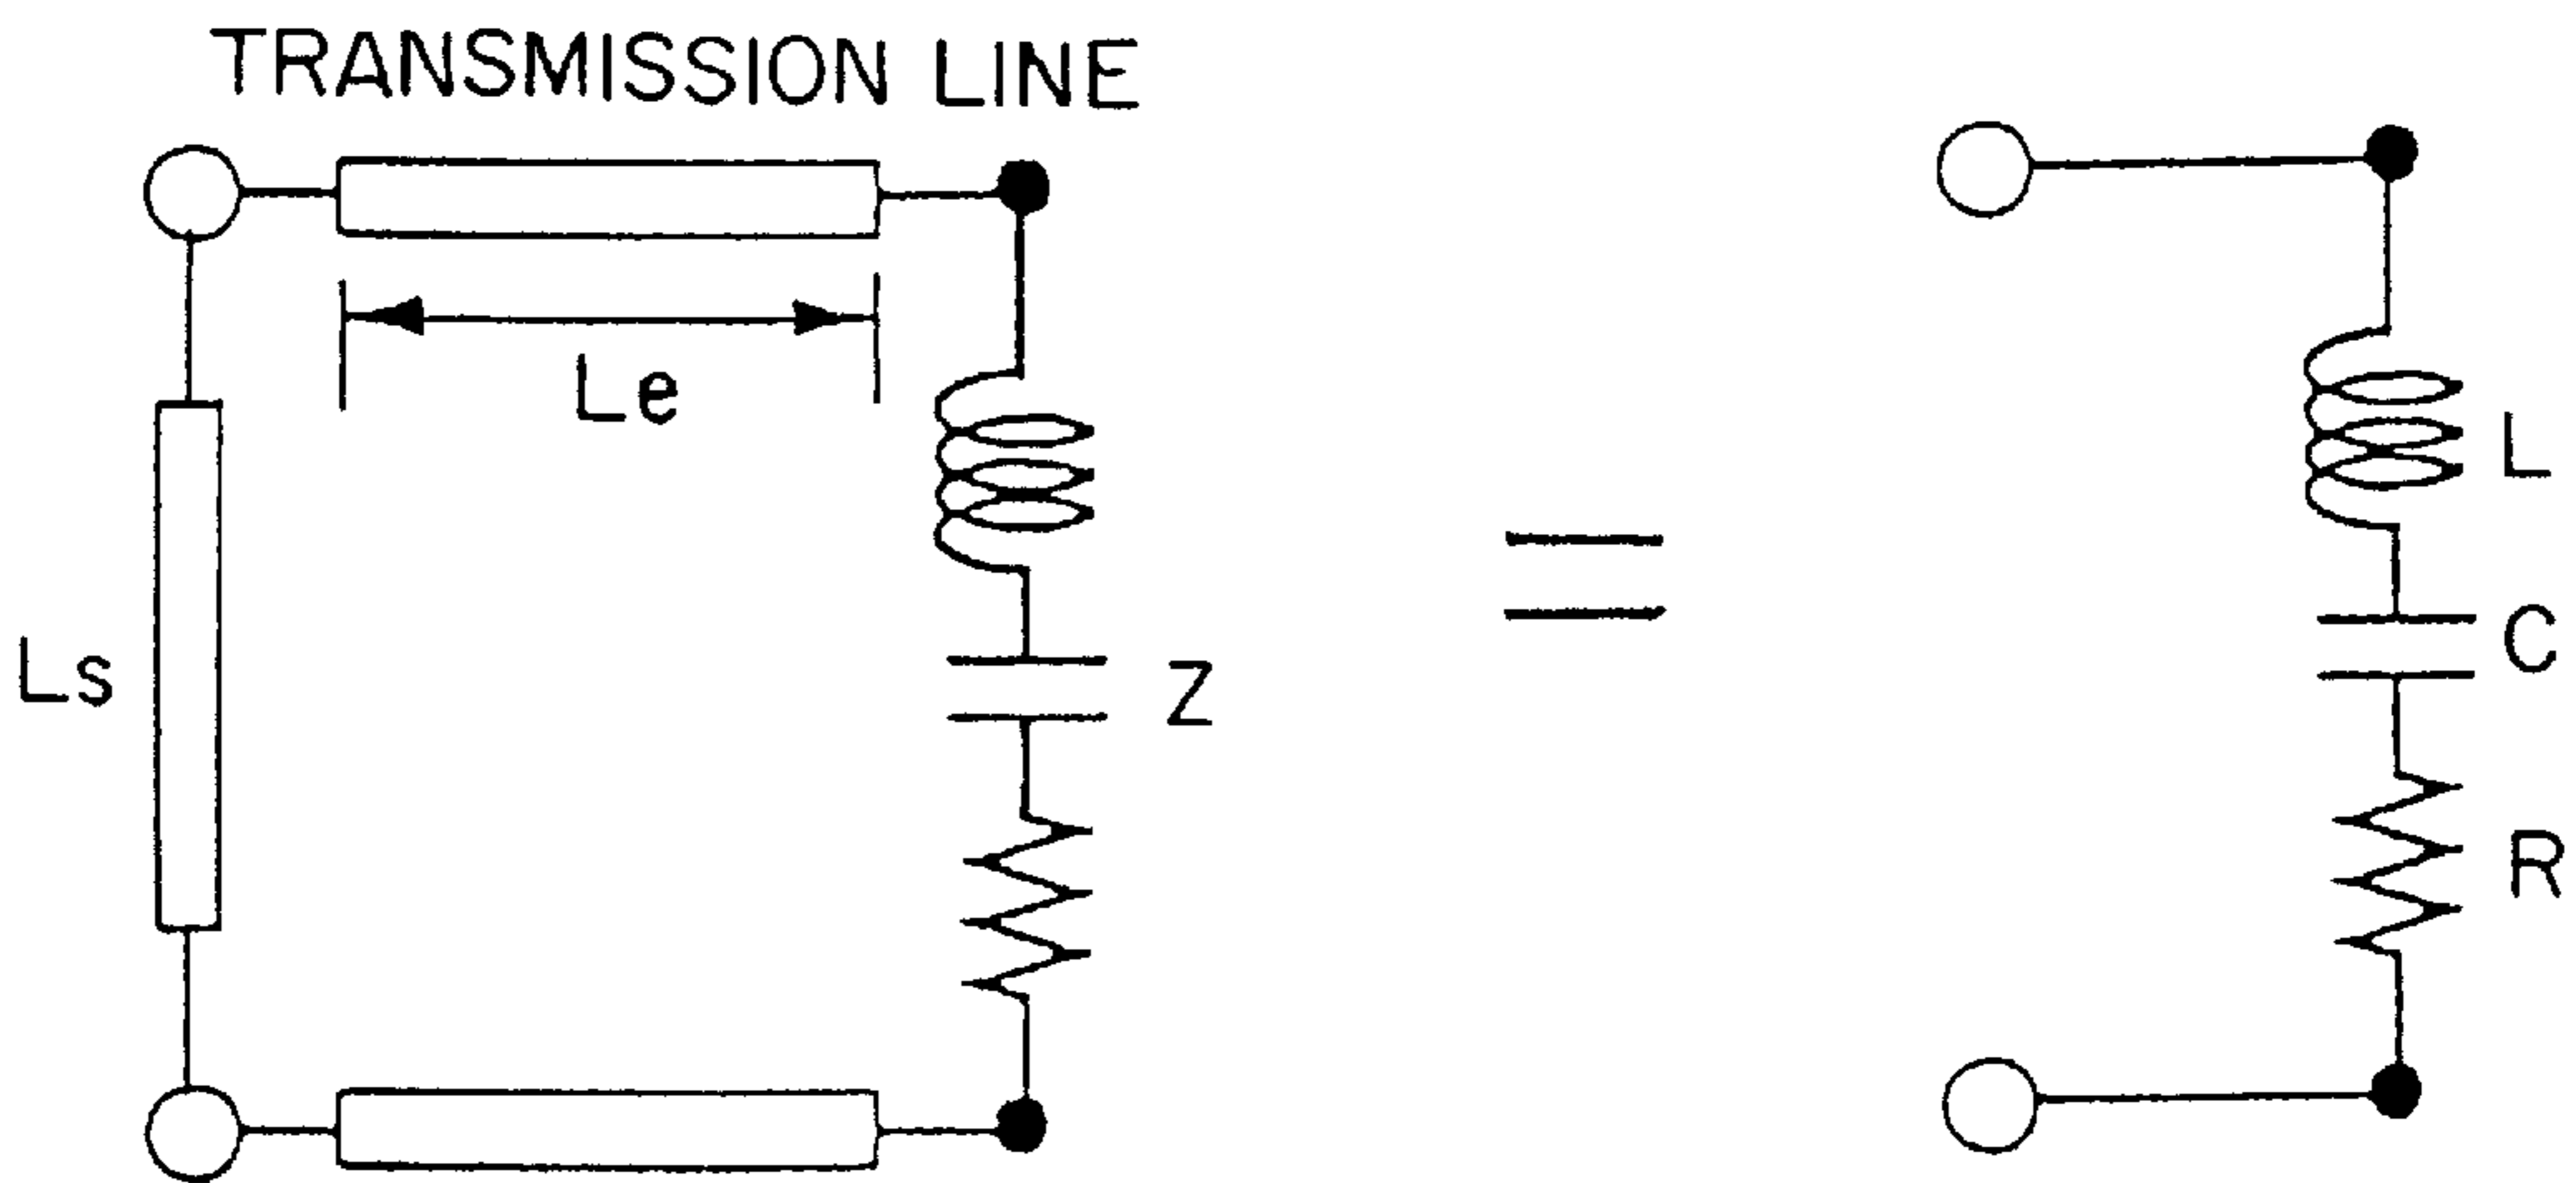 TRANSMISSION LINE
Le
Ls
Z
=
L
C
R